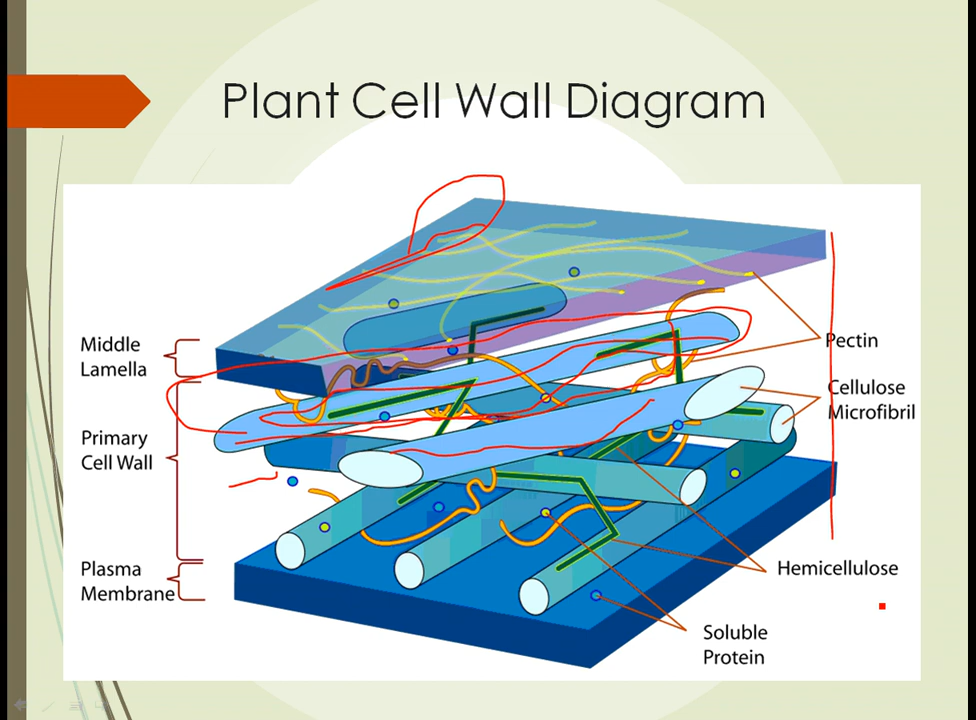 Plant Cell Wall Diagram
Middle
Lamella
Primary
Cell Wall
Plasma
Membrane
Pectin
Cellulose
Microfibril
Hemicellulose
Soluble
Protein